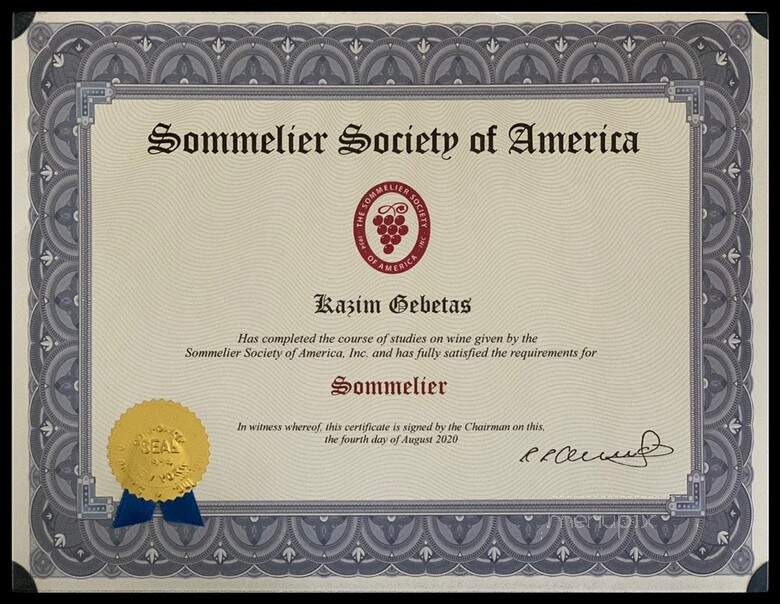 Sommelier Society of America
THE SOMMELIER SOCIETY
OF AMERICA
INC
Kazim Gebetas
Has completed the course of studies on wine given by the
Sommelier Society of America, Inc. and has fully satisfied the requirements for
Sommelier
In witness whereof, this certificate is signed by the Chairman on this,
the fourth day of August 2020
SEAL
menupix